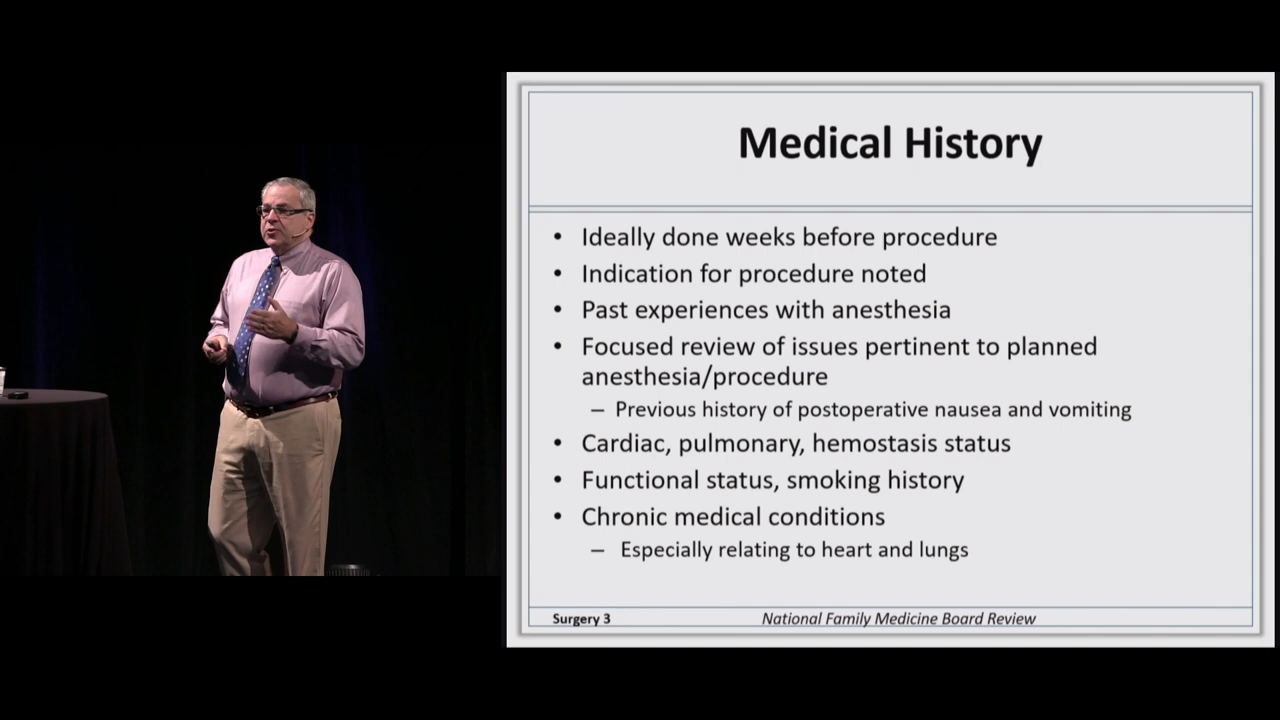 Medical History
• Ideally done weeks before procedure
• Indication for procedure noted
• Past experiences with anesthesia
• Focused review of issues pertinent to planned
anesthesia/procedure
– Previous history of postoperative nausea and vomiting
• Cardiac, pulmonary, hemostasis status
• Functional status, smoking history
• Chronic medical conditions
– Especially relating to heart and lungs
Surgery 3
National Family Medicine Board Review